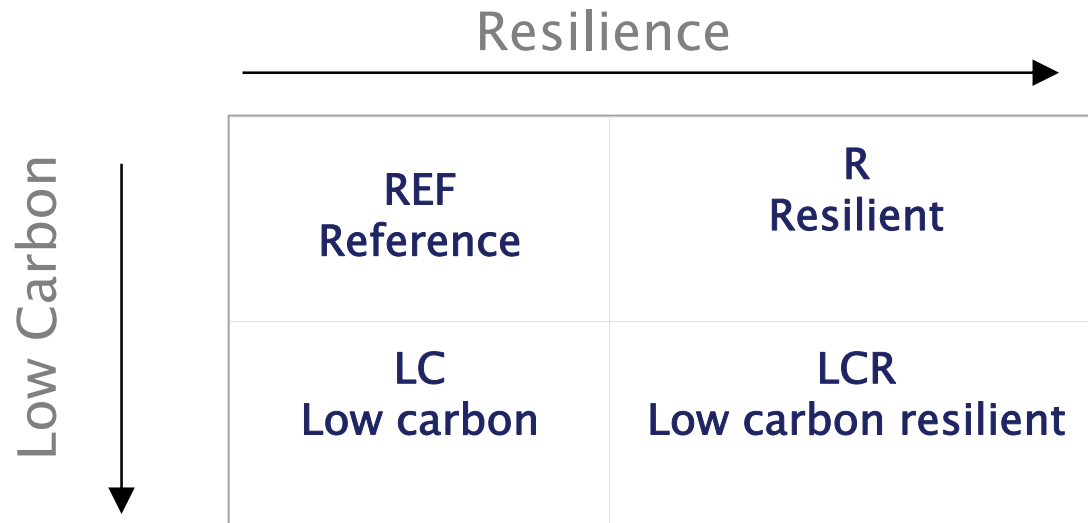 Resilience
Low Carbon
REF
Reference
R
Resilient
LC
Low carbon
LCR
Low carbon resilient